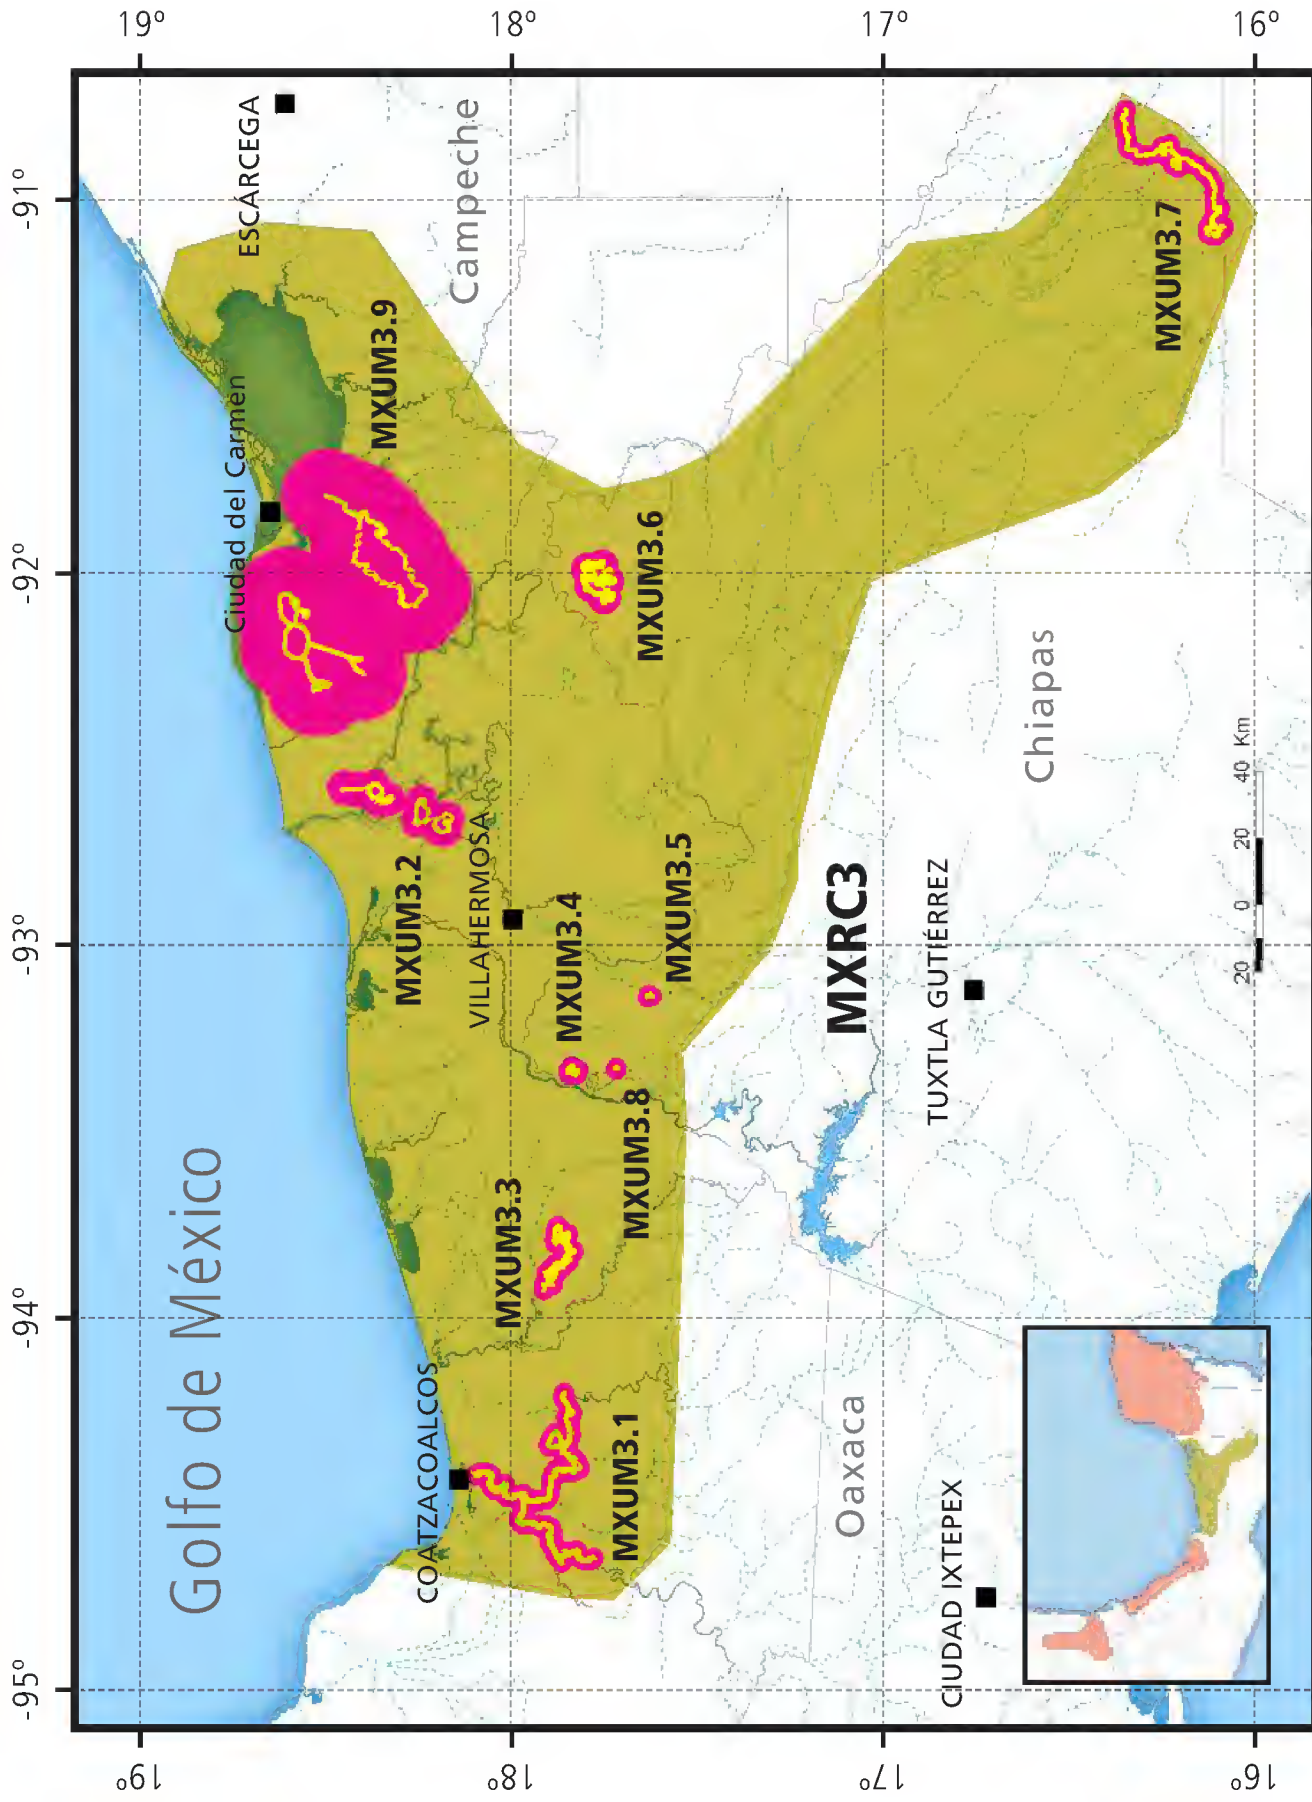 -95°
-94°
-93°
-92°
-91°
19°
19°
Golfo de México
ESCÁRCEGA
Ciudad del Carmen
MXUM3.9
Campeche
COATZACOALCOS
MXUM3.2
VILLAHERMOSA
18°
18°
MXUM3.3
MXUM3.4
MXUM3.1
MXUM3.8
MXUM3.5
MXUM3.6
MXRC3
17°
17°
Oaxaca
TUXTLA GUTIÉRREZ
CIUDAD IXTEPEX
Chiapas
MXUM3.7
20 0 20 40 Km
16°
16°